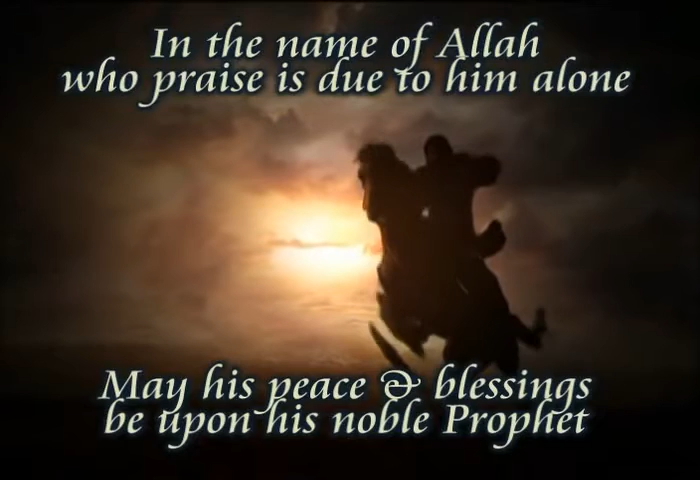 In the name of Allah
who praise is due to him alone
May his peace & blessings
be upon his noble Prophet